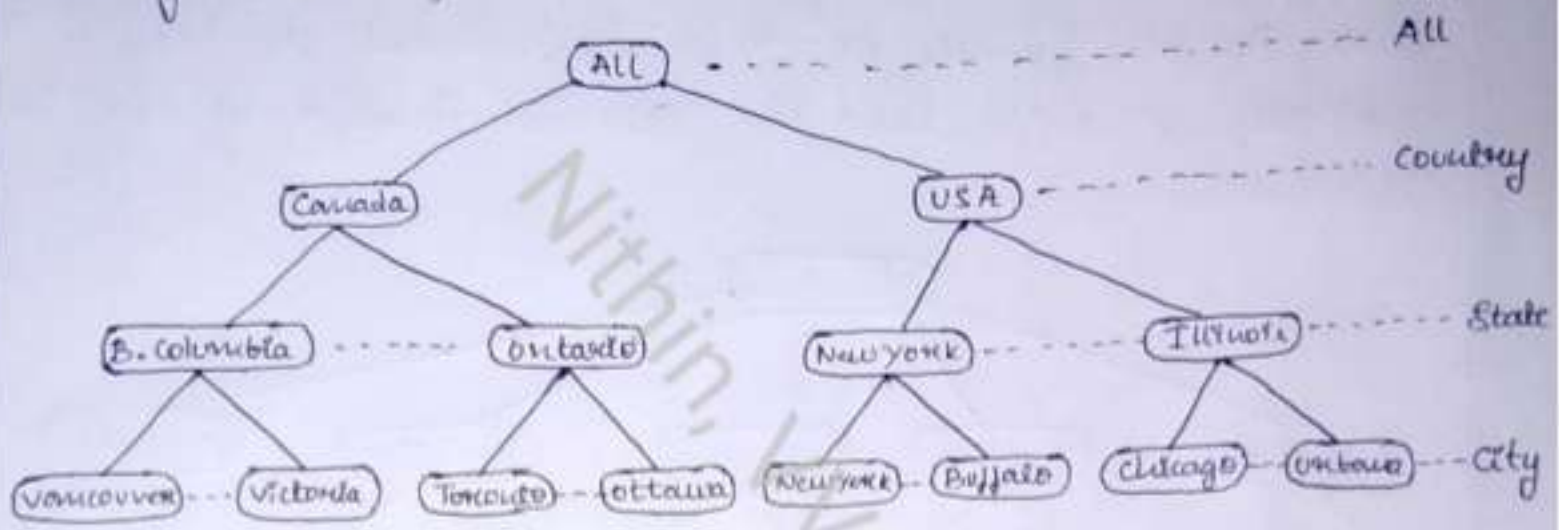 ALL All
Canada USA Country
B. Columbia Ontario New York Illinois State
Vancouver Victoria Toronto Ottawa New York Buffalo Chicago Urbana City
Nithin,